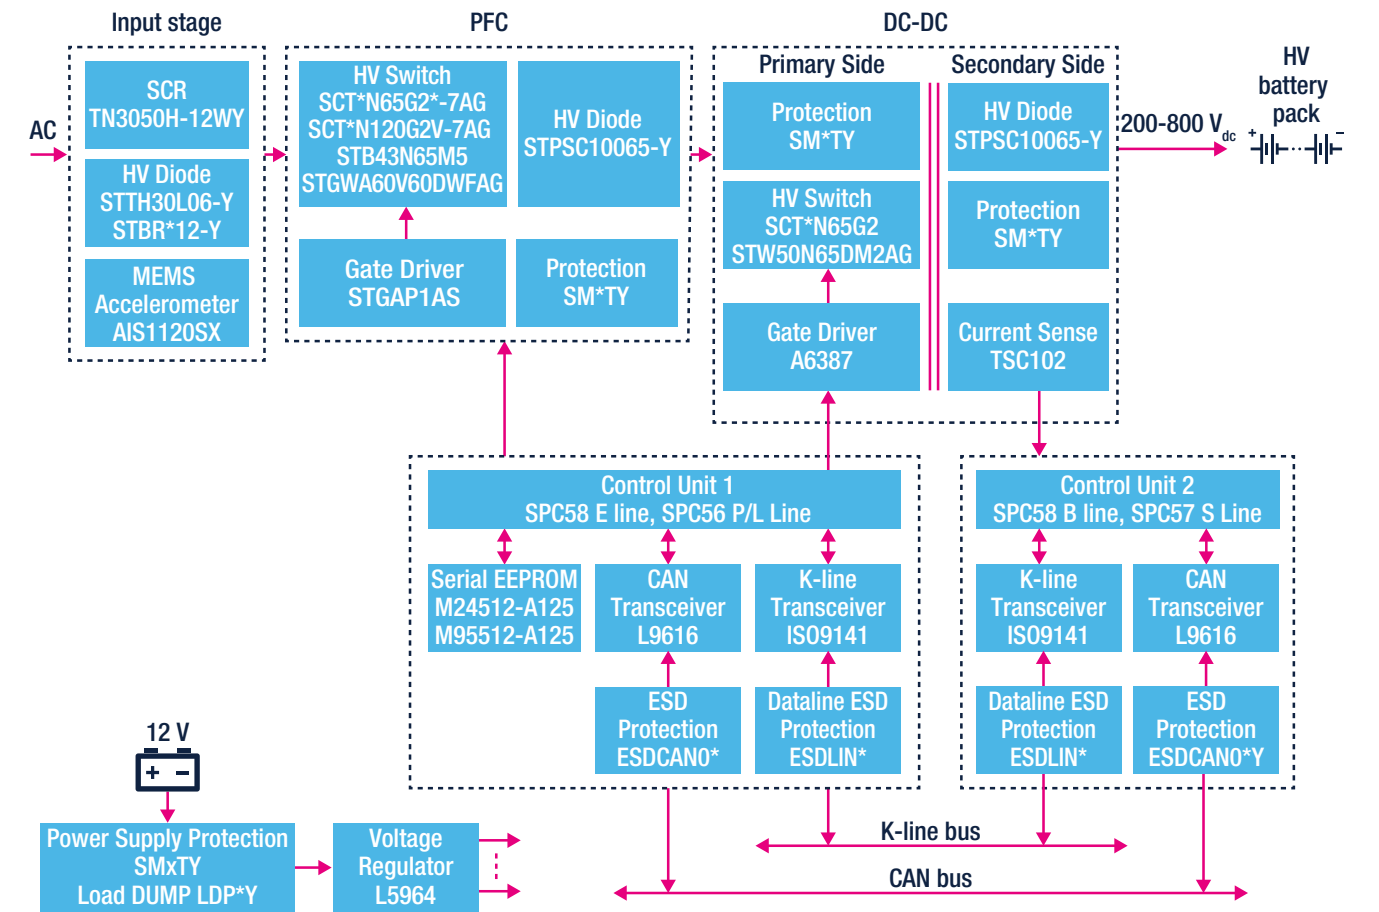 Input stage
PFC
DC-DC
AC
SCR
TN3050H-12WY
HV Diode
STTH30L06-Y
STBR*12-Y
MEMS
Accelerometer
AIS1120SX
HV Switch
SCT*N65G2*-7AG
SCT*N120G2V-7AG
STB43N65M5
STGWA60V60DWFAG
HV Diode
STPSC10065-Y
Gate Driver
STGAP1AS
Protection
SM*TY
Primary Side
Protection
SM*TY
HV Switch
SCT*N65G2
STW50N65DM2AG
Gate Driver
A6387
Secondary Side
HV Diode
STPSC10065-Y
Protection
SM*TY
Current Sense
TSC102
200-800 Vdc
HV
battery
pack
+ −
Control Unit 1
SPC58 E line, SPC56 P/L Line
Serial EEPROM
M24512-A125
M95512-A125
CAN
Transceiver
L9616
K-line
Transceiver
ISO9141
ESD
Protection
ESDCAN0*
Dataline ESD
Protection
ESDLIN*
Control Unit 2
SPC58 B line, SPC57 S Line
K-line
Transceiver
ISO9141
CAN
Transceiver
L9616
Dataline ESD
Protection
ESDLIN*
ESD
Protection
ESDCAN0*Y
12 V
+ −
Power Supply Protection
SMxTY
Load DUMP LDP*Y
Voltage
Regulator
L5964
K-line bus
CAN bus